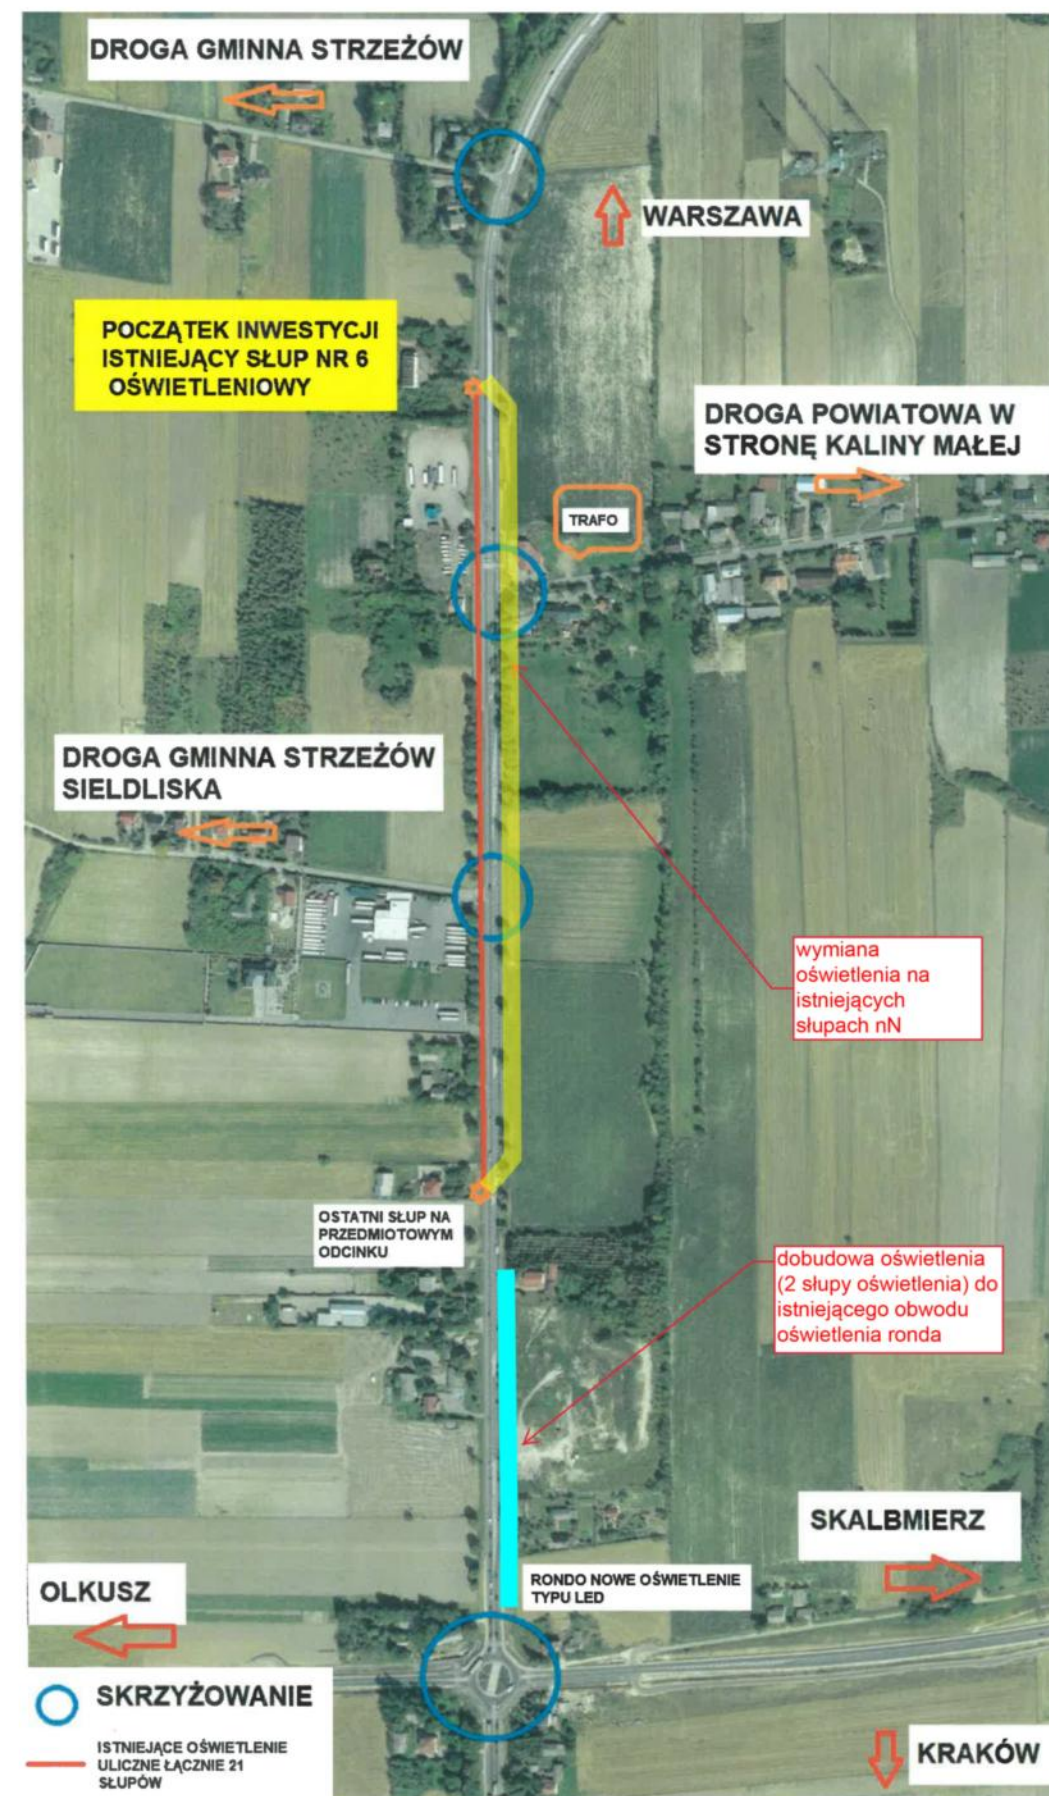 DROGA GMINNA STRZEŻÓW
WARSZAWA
POCZĄTEK INWESTYCJI
ISTNIEJĄCY SŁUP NR 6
OŚWIETLENIOWY
DROGA POWIATOWA W
STRONĘ KALINY MAŁEJ
TRAFO
DROGA GMINNA STRZEŻÓW
SIELDLISKA
wymiana
oświetlenia na
istniejących
słupach nN
OSTATNI SŁUP NA
PRZEDMIOTOWYM
ODCINKU
dobudowa oświetlenia
(2 słupy oświetlenia) do
istniejącego obwodu
oświetlenia ronda
SKALBMIERZ
RONDO NOWE OŚWIETLENIE
TYPU LED
OLKUSZ
SKRZYŻOWANIE
ISTNIEJĄCE OŚWIETLENIE
ULICZNE ŁĄCZNIE 21
SŁUPÓW
KRAKÓW